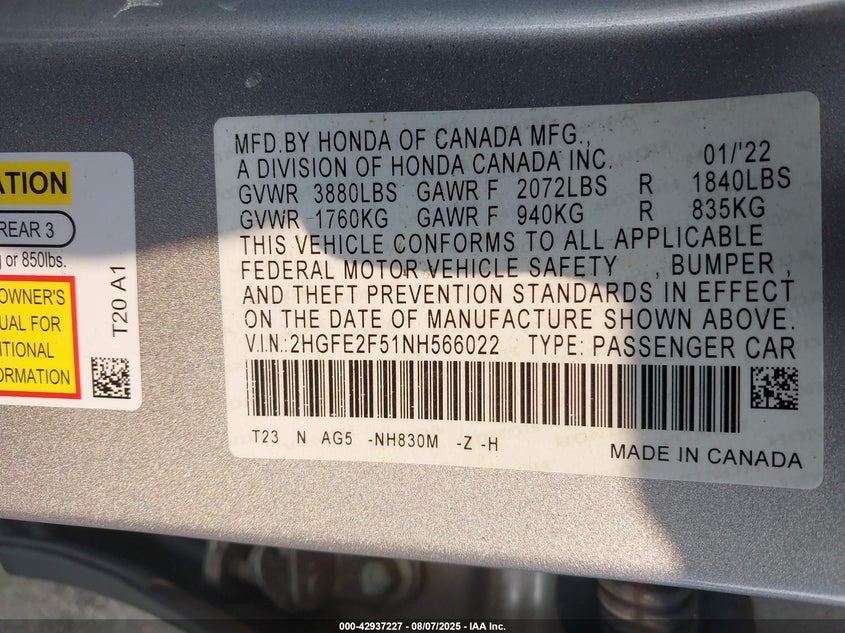 ATION
REAR 3
or 850lbs.
OWNER'S
UAL FOR
ITIONAL
ORMATION
T20 A1
MFD.BY HONDA OF CANADA MFG.,
A DIVISION OF HONDA CANADA INC. 01/'22
GVWR 3880LBS GAWR F 2072LBS R 1840LBS
GVWR 1760KG GAWR F 940KG R 835KG
THIS VEHICLE CONFORMS TO ALL APPLICABLE
FEDERAL MOTOR VEHICLE SAFETY , BUMPER ,
AND THEFT PREVENTION STANDARDS IN EFFECT
ON THE DATE OF MANUFACTURE SHOWN ABOVE.
V.I.N.:2HGFE2F51NH566022 TYPE: PASSENGER CAR
T23 N AG5 -NH830M -Z -H
MADE IN CANADA
000-42937227 - 08/07/2025 - IAA Inc.